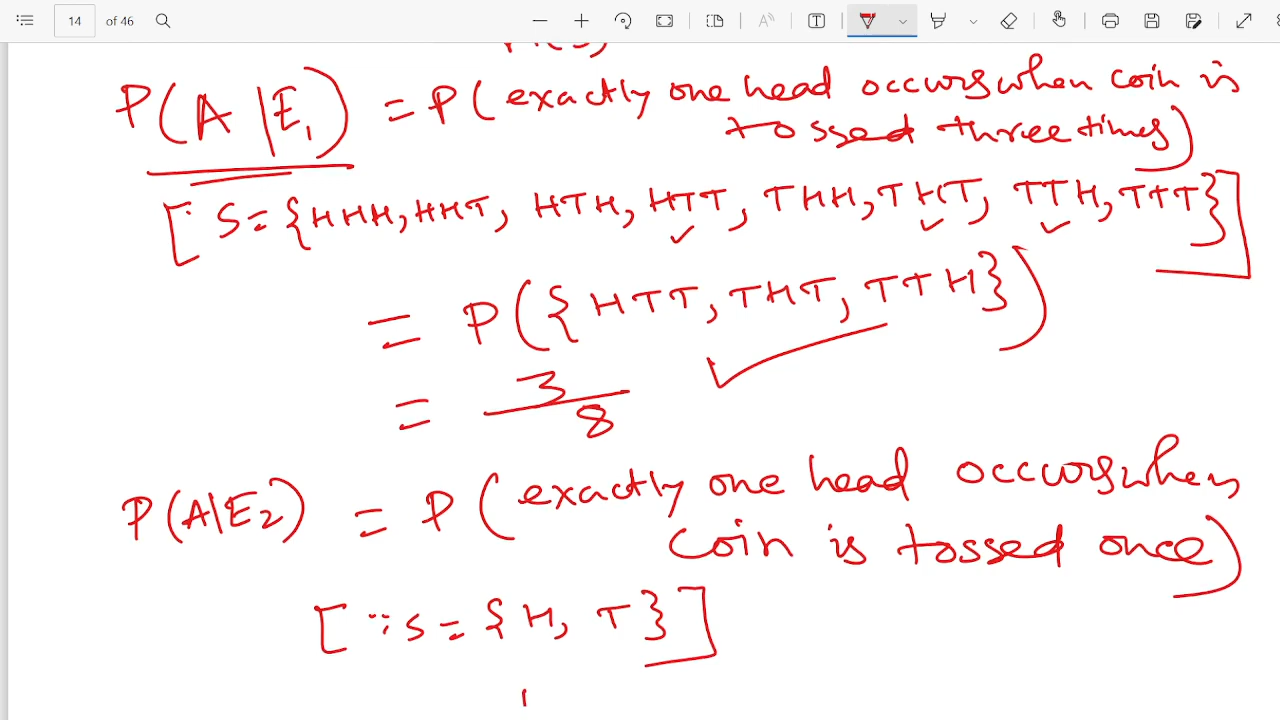 14 of 46
P(A|E₁) = P(exactly one head occurs when coin is
tossed three times)
[∵ S = {HHH, HHT, HTH, HTT, THH, THT, TTH, TTT}]
= P({HTT, THT, TTH})
= 3/8
P(A|E₂) = P(exactly one head occurs when
coin is tossed once)
[∵ S = {H, T}]